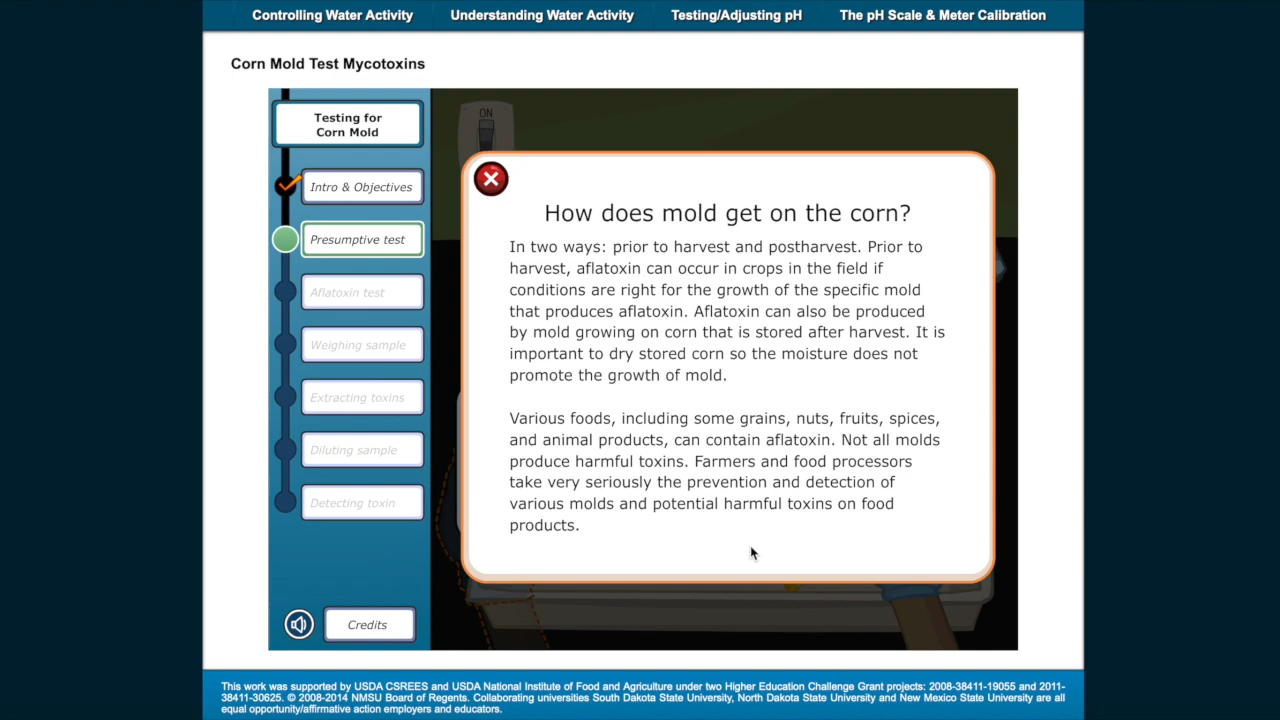 Controlling Water Activity Understanding Water Activity Testing/Adjusting pH The pH Scale & Meter Calibration
Corn Mold Test Mycotoxins
Testing for
Corn Mold
Intro & Objectives
Presumptive test
Aflatoxin test
Weighing sample
Extracting toxins
Diluting sample
Detecting toxin
Credits
ON
How does mold get on the corn?
In two ways: prior to harvest and postharvest. Prior to
harvest, aflatoxin can occur in crops in the field if
conditions are right for the growth of the specific mold
that produces aflatoxin. Aflatoxin can also be produced
by mold growing on corn that is stored after harvest. It is
important to dry stored corn so the moisture does not
promote the growth of mold.
Various foods, including some grains, nuts, fruits, spices,
and animal products, can contain aflatoxin. Not all molds
produce harmful toxins. Farmers and food processors
take very seriously the prevention and detection of
various molds and potential harmful toxins on food
products.
This work was supported by USDA CSREES and USDA National Institute of Food and Agriculture under two Higher Education Challenge Grant projects: 2008-38411-19055 and 2011-
38411-30625. © 2008-2014 NMSU Board of Regents. Collaborating universities South Dakota State University, North Dakota State University and New Mexico State University are all
equal opportunity/affirmative action employers and educators.